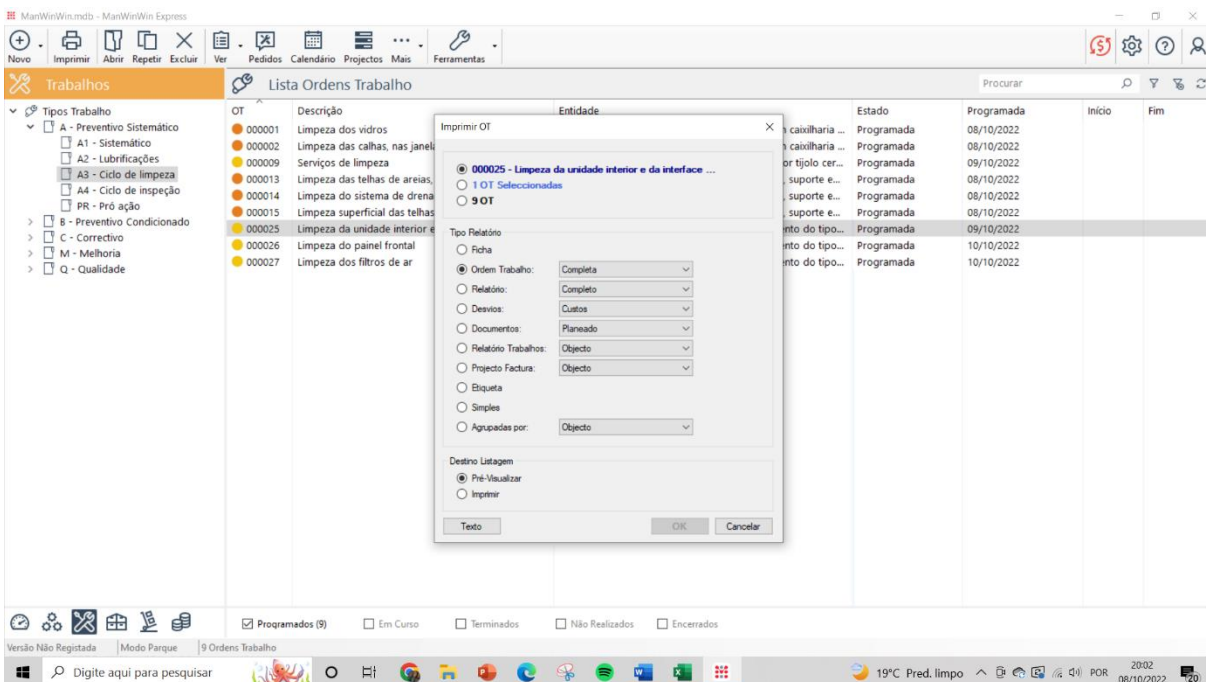 ManWinWin.mdb - ManWinWin Express
Novo Imprimir Abrir Repetir Excluir Ver Pedidos Calendário Projectos Mais Ferramentas
Trabalhos
Lista Ordens Trabalho
Procurar
Tipos Trabalho
A - Preventivo Sistemático
A1 - Sistemático
A2 - Lubrificações
A3 - Ciclo de limpeza
A4 - Ciclo de inspeção
PR - Pró ação
B - Preventivo Condicionado
C - Correctivo
M - Melhoria
Q - Qualidade
OT Descrição Entidade Estado Programada Início Fim
000001 Limpeza dos vidros caixilharia ... Programada 08/10/2022
000002 Limpeza das calhas, nas janel caixilharia ... Programada 08/10/2022
000009 Serviços de limpeza or tijolo cer... Programada 09/10/2022
000013 Limpeza das telhas de areias, , suporte e... Programada 08/10/2022
000014 Limpeza do sistema de drena , suporte e... Programada 08/10/2022
000015 Limpeza superficial das telhas , suporte e... Programada 08/10/2022
000025 Limpeza da unidade interior e nto do tipo... Programada 09/10/2022
000026 Limpeza do painel frontal nto do tipo... Programada 10/10/2022
000027 Limpeza dos filtros de ar nto do tipo... Programada 10/10/2022
Imprimir OT
000025 - Limpeza da unidade interior e da interface ...
1 OT Seleccionadas
9 OT
Tipo Relatório
Ficha
Ordem Trabalho: Completa
Relatório: Completo
Desvios: Custos
Documentos: Planeado
Relatório Trabalhos: Objecto
Projecto Factura: Objecto
Etiqueta
Simples
Agrupadas por: Objecto
Destino Listagem
Pré-Visualizar
Imprimir
Texto OK Cancelar
Programados (9) Em Curso Terminados Não Realizados Encerrados
Versão Não Registada Modo Parque 9 Ordens Trabalho
Digite aqui para pesquisar
19°C Pred. limpo POR 20:02
08/10/2022 20